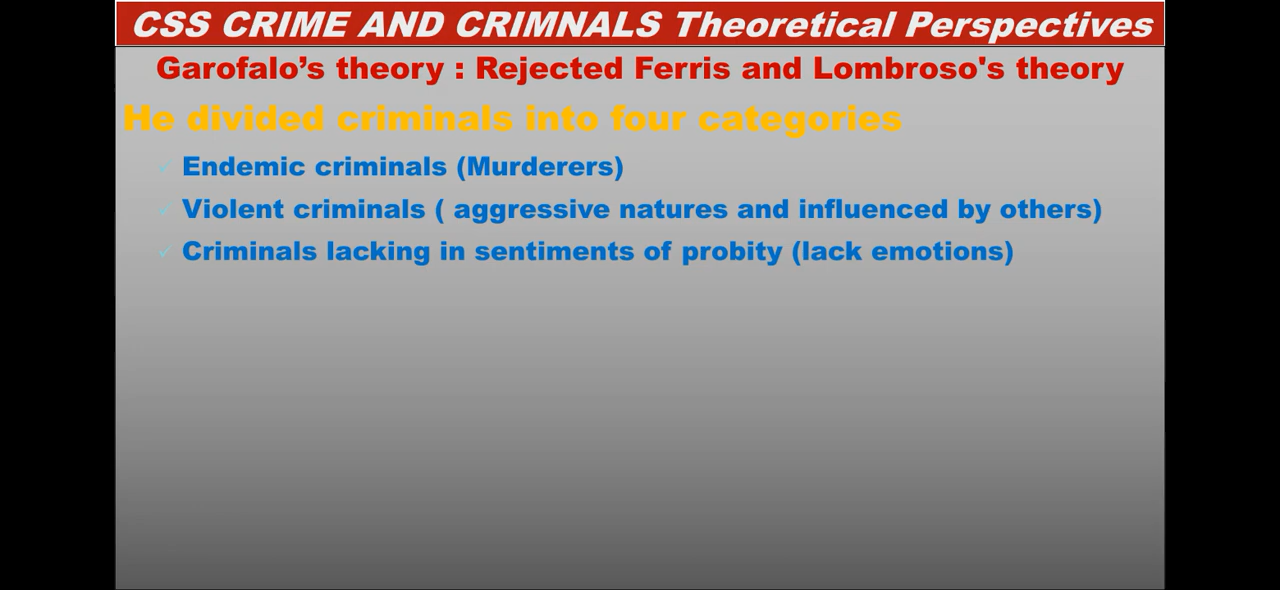 CSS CRIME AND CRIMNALS Theoretical Perspectives
Garofalo’s theory : Rejected Ferris and Lombroso's theory
He divided criminals into four categories
✓ Endemic criminals (Murderers)
✓ Violent criminals ( aggressive natures and influenced by others)
✓ Criminals lacking in sentiments of probity (lack emotions)